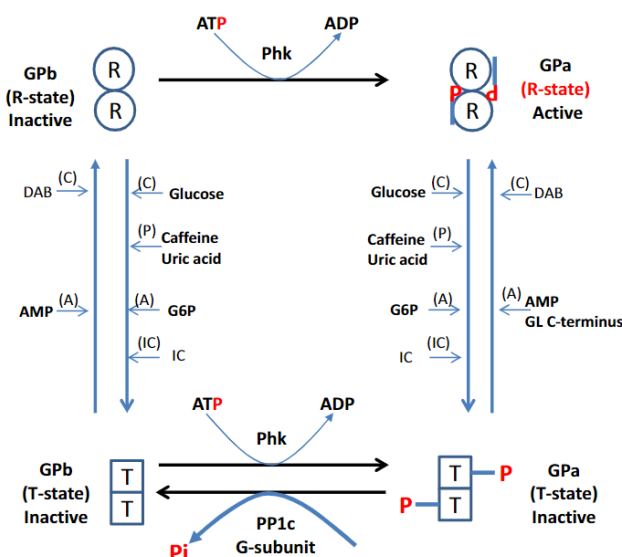 ATP ADP
Phk
GPb
(R-state)
Inactive
R
R
R
P d
R
GPa
(R-state)
Active
DAB (C)
(C) Glucose
(P) Caffeine
Uric acid
AMP (A)
(A) G6P
(IC) IC
Glucose (C)
(C) DAB
Caffeine (P)
Uric acid
G6P (A)
(A) AMP
GL C-terminus
IC (IC)
ATP ADP
Phk
GPb
(T-state)
Inactive
T
T
T P
P T
GPa
(T-state)
Inactive
Pi
PP1c
G-subunit